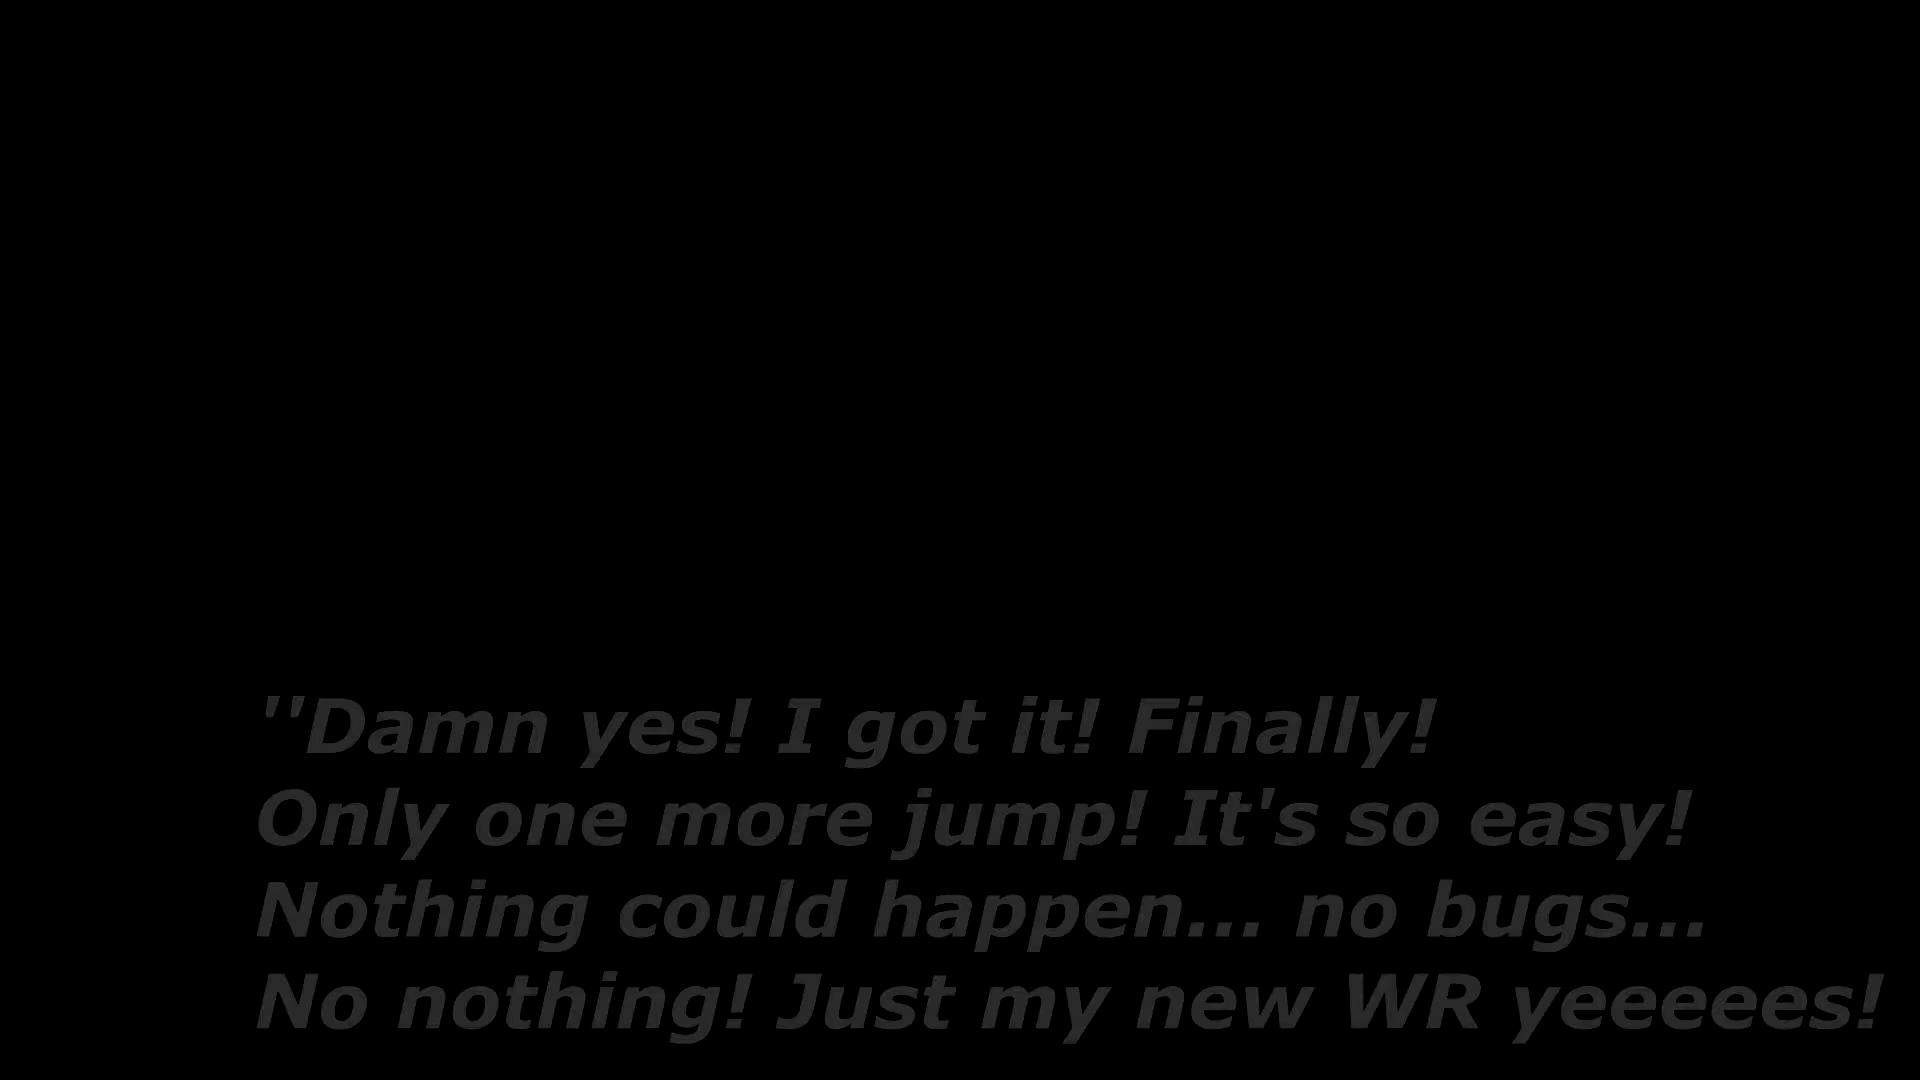 ''Damn yes! I got it! Finally!
Only one more jump! It's so easy!
Nothing could happen... no bugs...
No nothing! Just my new WR yeeeees!